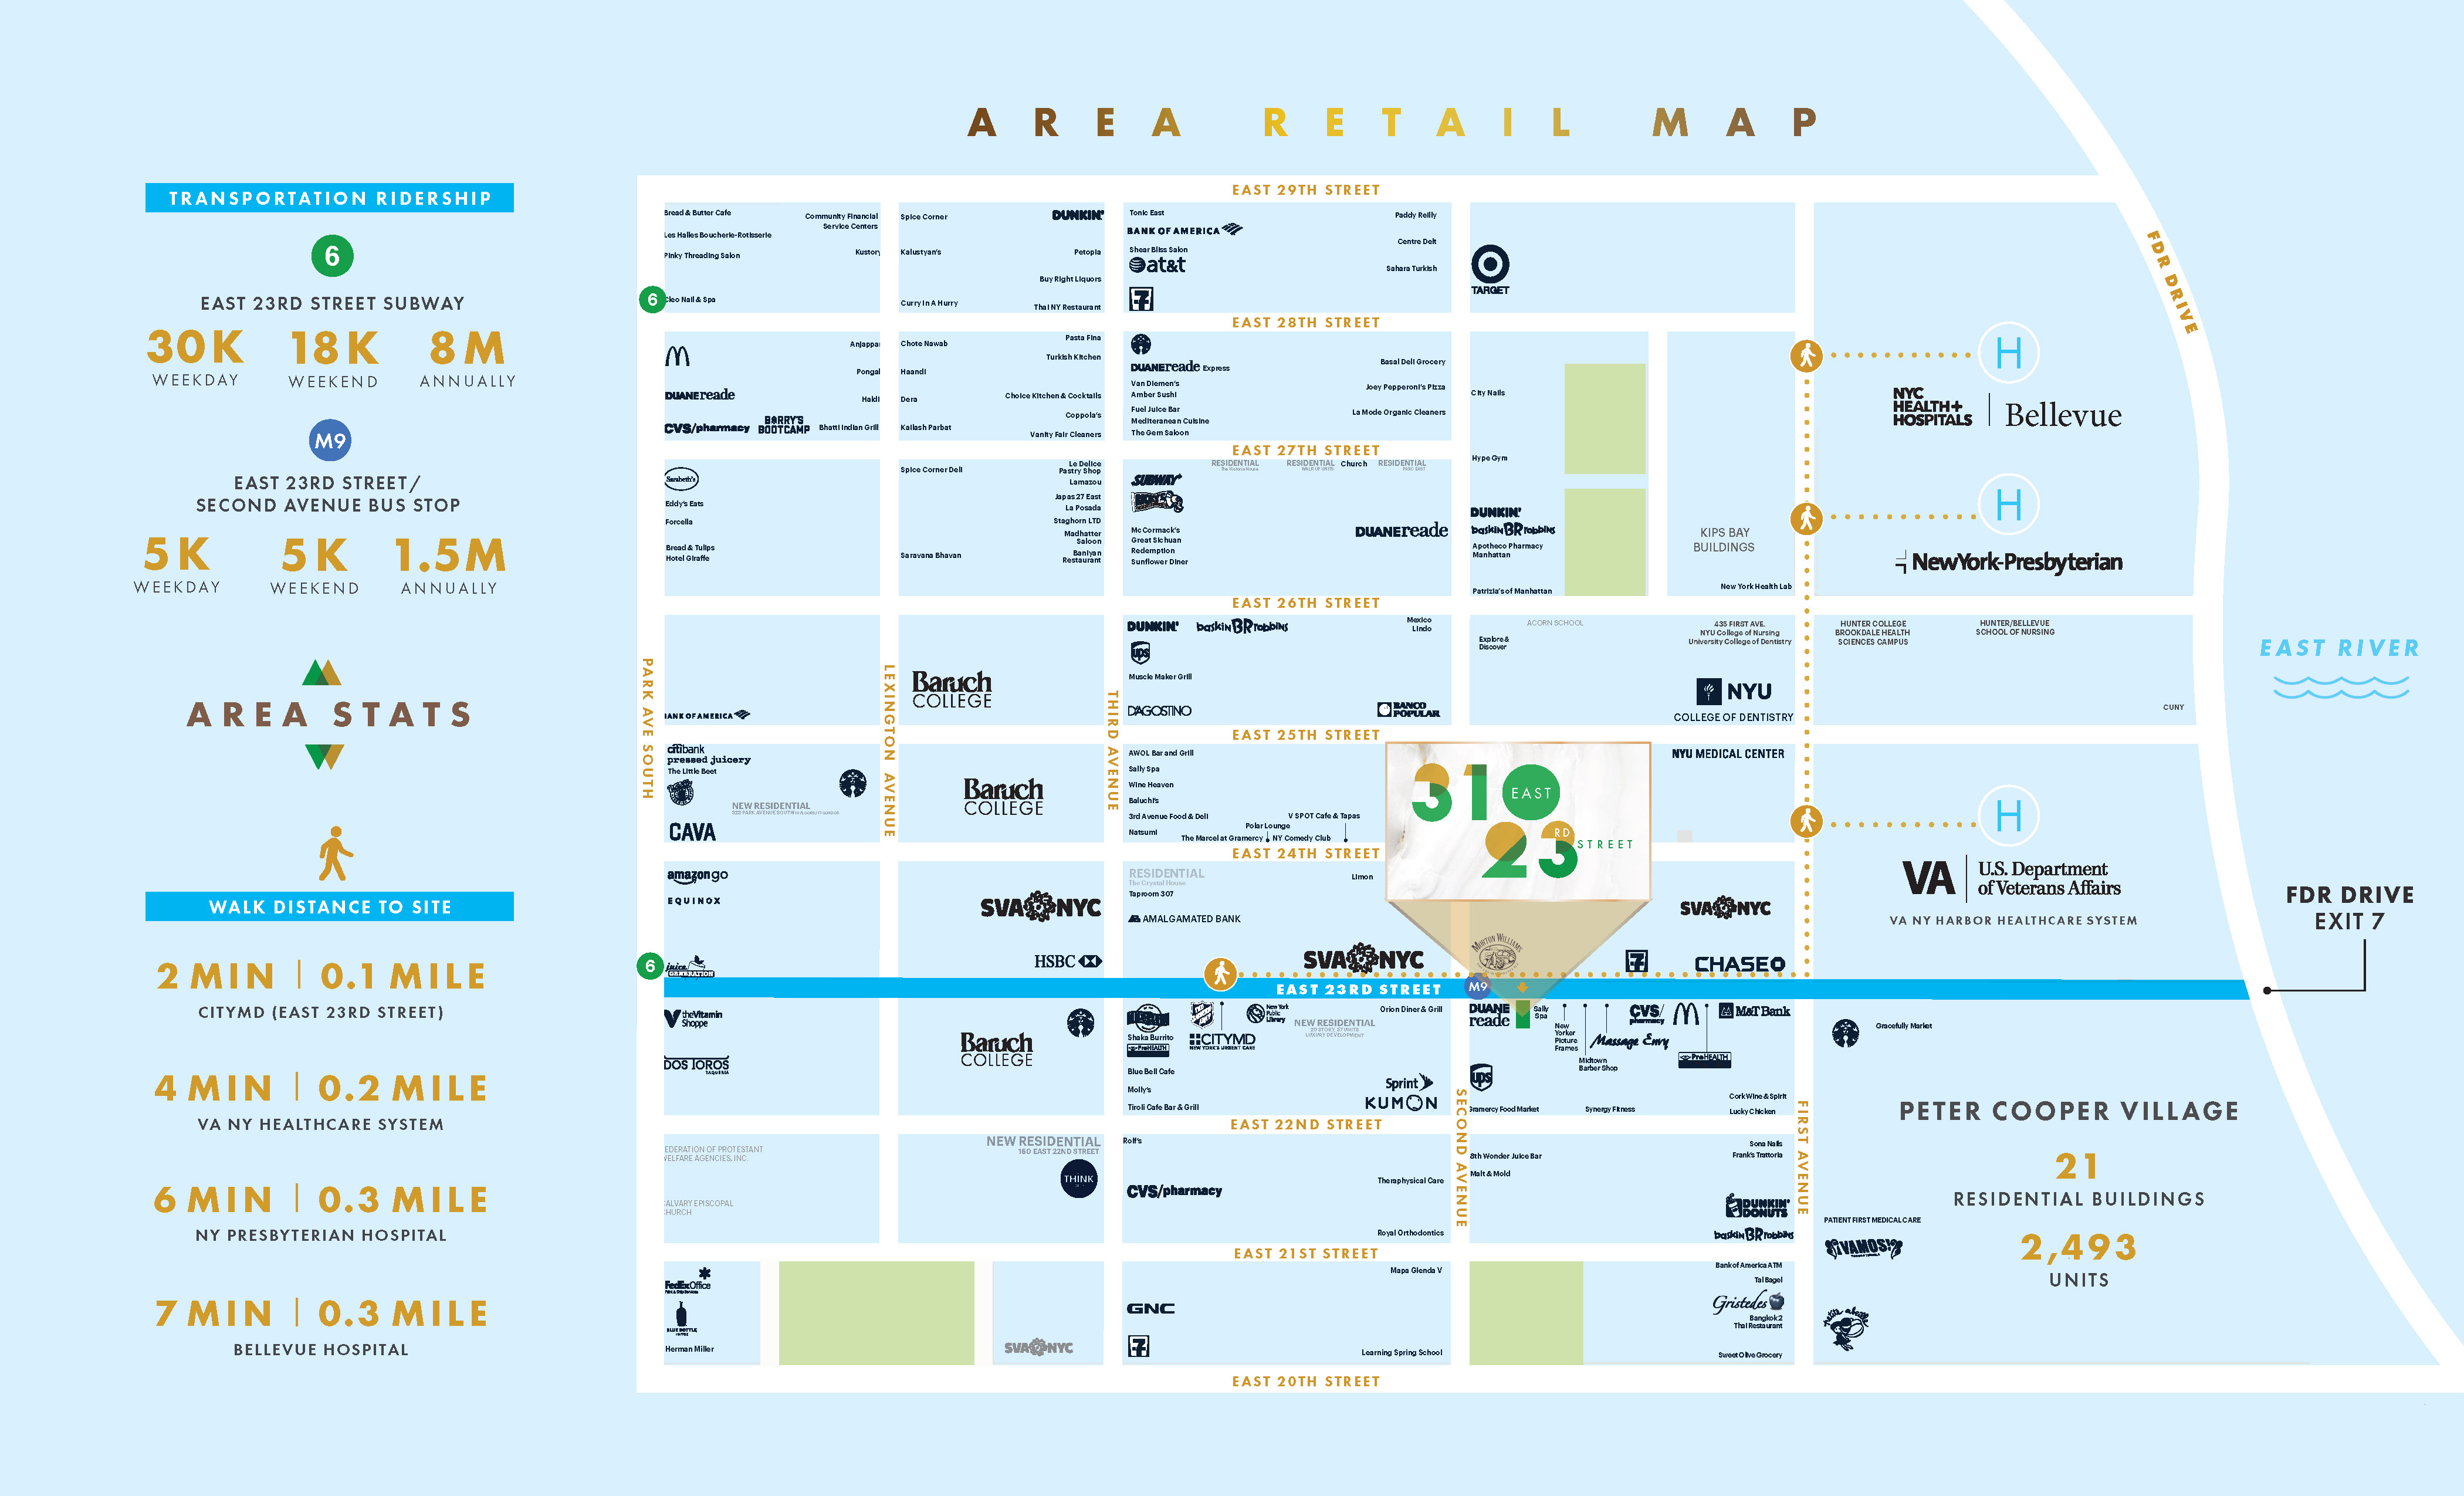 AREA RETAIL MAP
TRANSPORTATION RIDERSHIP
6
EAST 23RD STREET SUBWAY
30K 18K 8M
WEEKDAY WEEKEND ANNUALLY
M9
EAST 23RD STREET/
SECOND AVENUE BUS STOP
5K 5K 1.5M
WEEKDAY WEEKEND ANNUALLY
AREA STATS
WALK DISTANCE TO SITE
2 MIN | 0.1 MILE
CITYMD (EAST 23RD STREET)
4 MIN | 0.2 MILE
VA NY HEALTHCARE SYSTEM
6 MIN | 0.3 MILE
NY PRESBYTERIAN HOSPITAL
7 MIN | 0.3 MILE
BELLEVUE HOSPITAL
EAST 29TH STREET
Bread & Butter Cafe
Les Halles Boucherie-Rotisserie
Pinky Threading Salon
Cleo Nail & Spa
6
Community Financial
Service Centers
Kustory
Spice Corner
Kalustyan's
Curry In A Hurry
DUNKIN'
Petopia
Buy Right Liquors
Thai NY Restaurant
Tonic East
BANK OF AMERICA
Shear Bliss Salon
at&t
7
Paddy Reilly
Centre Deli
Sahara Turkish
TARGET
FDR DRIVE
EAST 28TH STREET
DUANE reade
CVS/pharmacy
BARRY'S
BOOTCAMP
Anjappar
Pongal
Haldi
Bhatti Indian Grill
Chote Nawab
Haandi
Dera
Kailash Parbat
Pasta Fina
Turkish Kitchen
Choice Kitchen & Cocktails
Coppola's
Vanity Fair Cleaners
DUANE reade Express
Van Diemen's
Amber Sushi
Fuel Juice Bar
Mediteranean Cuisine
The Gem Saloon
Basal Deli Grocery
Joey Pepperoni's Pizza
La Mode Organic Cleaners
City Nails
Hype Gym
H
NYC
HEALTH+
HOSPITALS
Bellevue
EAST 27TH STREET
Sarabeth's
Eddy's Eats
Forcella
Bread & Tulips
Hotel Giraffe
Spice Corner Deli
Saravana Bhavan
Le Delice
Pastry Shop
Lamazou
Japas 27 East
La Posada
Staghorn LTD
Madhatter
Saloon
Baniyan
Restaurant
RESIDENTIAL
RESIDENTIAL
Church
RESIDENTIAL
SUBWAY
McCormack's
Great Sichuan
Redemption
Sunflower Diner
DUANE reade
DUNKIN'
baskin BR robbins
Apotheco Pharmacy
Manhattan
Patrizia's of Manhattan
KIPS BAY
BUILDINGS
New York Health Lab
H
NewYork-Presbyterian
EAST 26TH STREET
BANK OF AMERICA
Baruch
COLLEGE
DUNKIN'
baskin BR robbins
ups
Muscle Maker Grill
D'AGOSTINO
Mexico
Lindo
BANCO
POPULAR
ACORN SCHOOL
Explore &
Discover
435 FIRST AVE.
NYU College of Nursing
University College of Dentistry
NYU
COLLEGE OF DENTISTRY
HUNTER COLLEGE
BROOKDALE HEALTH
SCIENCES CAMPUS
HUNTER/BELLEVUE
SCHOOL OF NURSING
CUNY
EAST RIVER
PARK AVE SOUTH
LEXINGTON AVENUE
THIRD AVENUE
EAST 25TH STREET
citibank
pressed juicery
The Little Beet
NEW RESIDENTIAL
CAVA
Baruch
COLLEGE
AWOL Bar and Grill
Sally Spa
Wine Heaven
Baluchi's
3rd Avenue Food & Deli
Natsumi
V SPOT Cafe & Tapas
Polar Lounge
The Marcel at Gramercy
NY Comedy Club
310 EAST
23RD STREET
NYU MEDICAL CENTER
H
VA
U.S. Department
of Veterans Affairs
VA NY HARBOR HEALTHCARE SYSTEM
FDR DRIVE
EXIT 7
EAST 24TH STREET
amazon go
EQUINOX
6
juice
GENERATION
SVA NYC
HSBC
RESIDENTIAL
The Crystal House
Taproom 307
AMALGAMATED BANK
Limon
SVA NYC
MORTON WILLIAMS
SVA NYC
7
CHASE
EAST 23RD STREET
M9
the Vitamin
Shoppe
DOS TOROS
TAQUERIA
Baruch
COLLEGE
Shaka Burrito
ProHEALTH
Blue Bell Cafe
Molly's
Tiroli Cafe Bar & Grill
CITYMD
NEW YORK'S URGENT CARE
New York
Public
Library
NEW RESIDENTIAL
Orion Diner & Grill
Sprint
KUMON
DUANE
reade
Sally
Spa
New
Yorker
Picture
Frames
Midtown
Barber Shop
CVS/
pharmacy
Massage Envy
M&T Bank
ProHEALTH
ups
Gramercy Food Market
Synergy Fitness
Cork Wine & Spirit
Lucky Chicken
Gracefully Market
PETER COOPER VILLAGE
21
RESIDENTIAL BUILDINGS
2,493
UNITS
SECOND AVENUE
FIRST AVENUE
EAST 22ND STREET
FEDERATION OF PROTESTANT
WELFARE AGENCIES, INC.
CALVARY EPISCOPAL
CHURCH
NEW RESIDENTIAL
160 EAST 22ND STREET
THINK
Rolf's
CVS/pharmacy
Theraphysical Care
Royal Orthodontics
8th Wonder Juice Bar
Malt & Mold
Sona Nails
Frank's Trattoria
DUNKIN'
DONUTS
baskin BR robbins
PATIENT FIRST MEDICAL CARE
¡VAMOS!
EAST 21ST STREET
FedEx Office
BLUE BOTTLE
Herman Miller
SVA NYC
GNC
7
Mapa Glenda V
Learning Spring School
Bank of America ATM
Tal Bagel
Gristedes
Bangkok 2
Thai Restaurant
Sweet Olive Grocery
EAST 20TH STREET